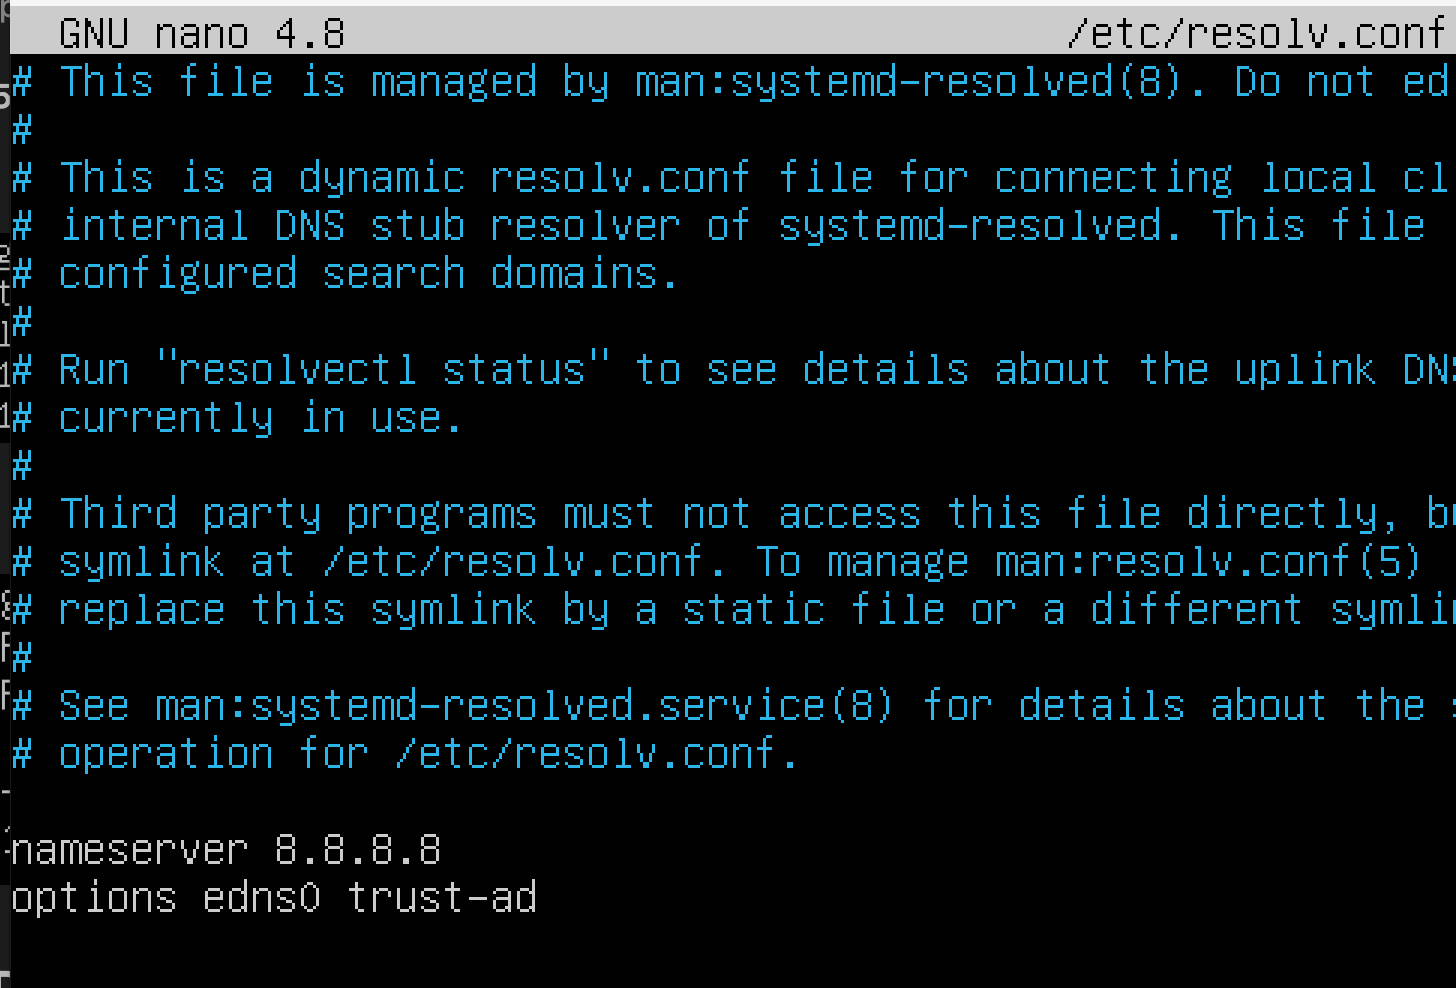 GNU nano 4.8 /etc/resolv.conf
# This file is managed by man:systemd-resolved(8). Do not ed
#
# This is a dynamic resolv.conf file for connecting local cl
# internal DNS stub resolver of systemd-resolved. This file
# configured search domains.
#
# Run "resolvectl status" to see details about the uplink DNS
# currently in use.
#
# Third party programs must not access this file directly, bu
# symlink at /etc/resolv.conf. To manage man:resolv.conf(5)
# replace this symlink by a static file or a different symlin
#
# See man:systemd-resolved.service(8) for details about the
# operation for /etc/resolv.conf.
nameserver 8.8.8.8
options edns0 trust-ad